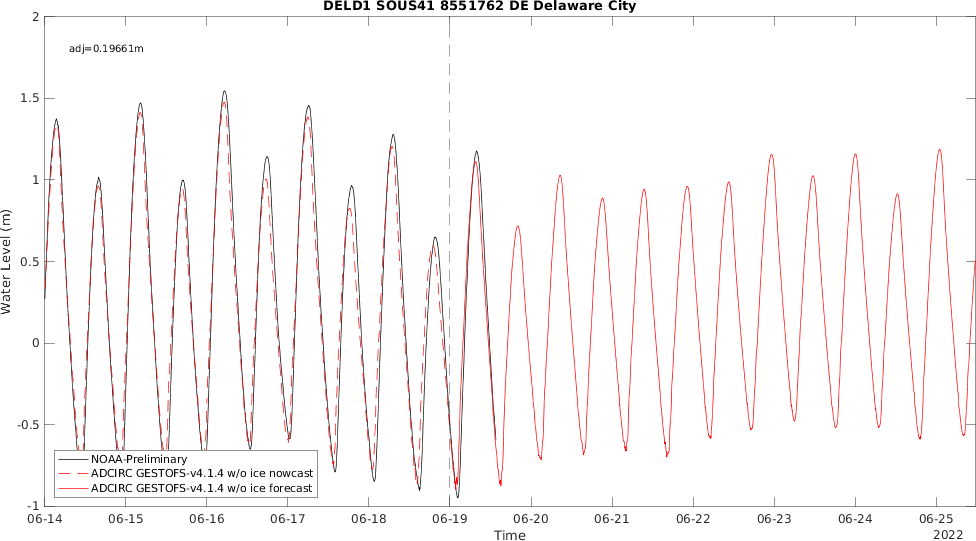 DELD1 SOUS41 8551762 DE Delaware City
adj=0.19661m
2
1.5
1
0.5
0
-0.5
-1
Water Level (m)
NOAA-Preliminary
ADCIRC GESTOFS-v4.1.4 w/o ice nowcast
ADCIRC GESTOFS-v4.1.4 w/o ice forecast
06-14 06-15 06-16 06-17 06-18 06-19 06-20 06-21 06-22 06-23 06-24 06-25
Time
2022